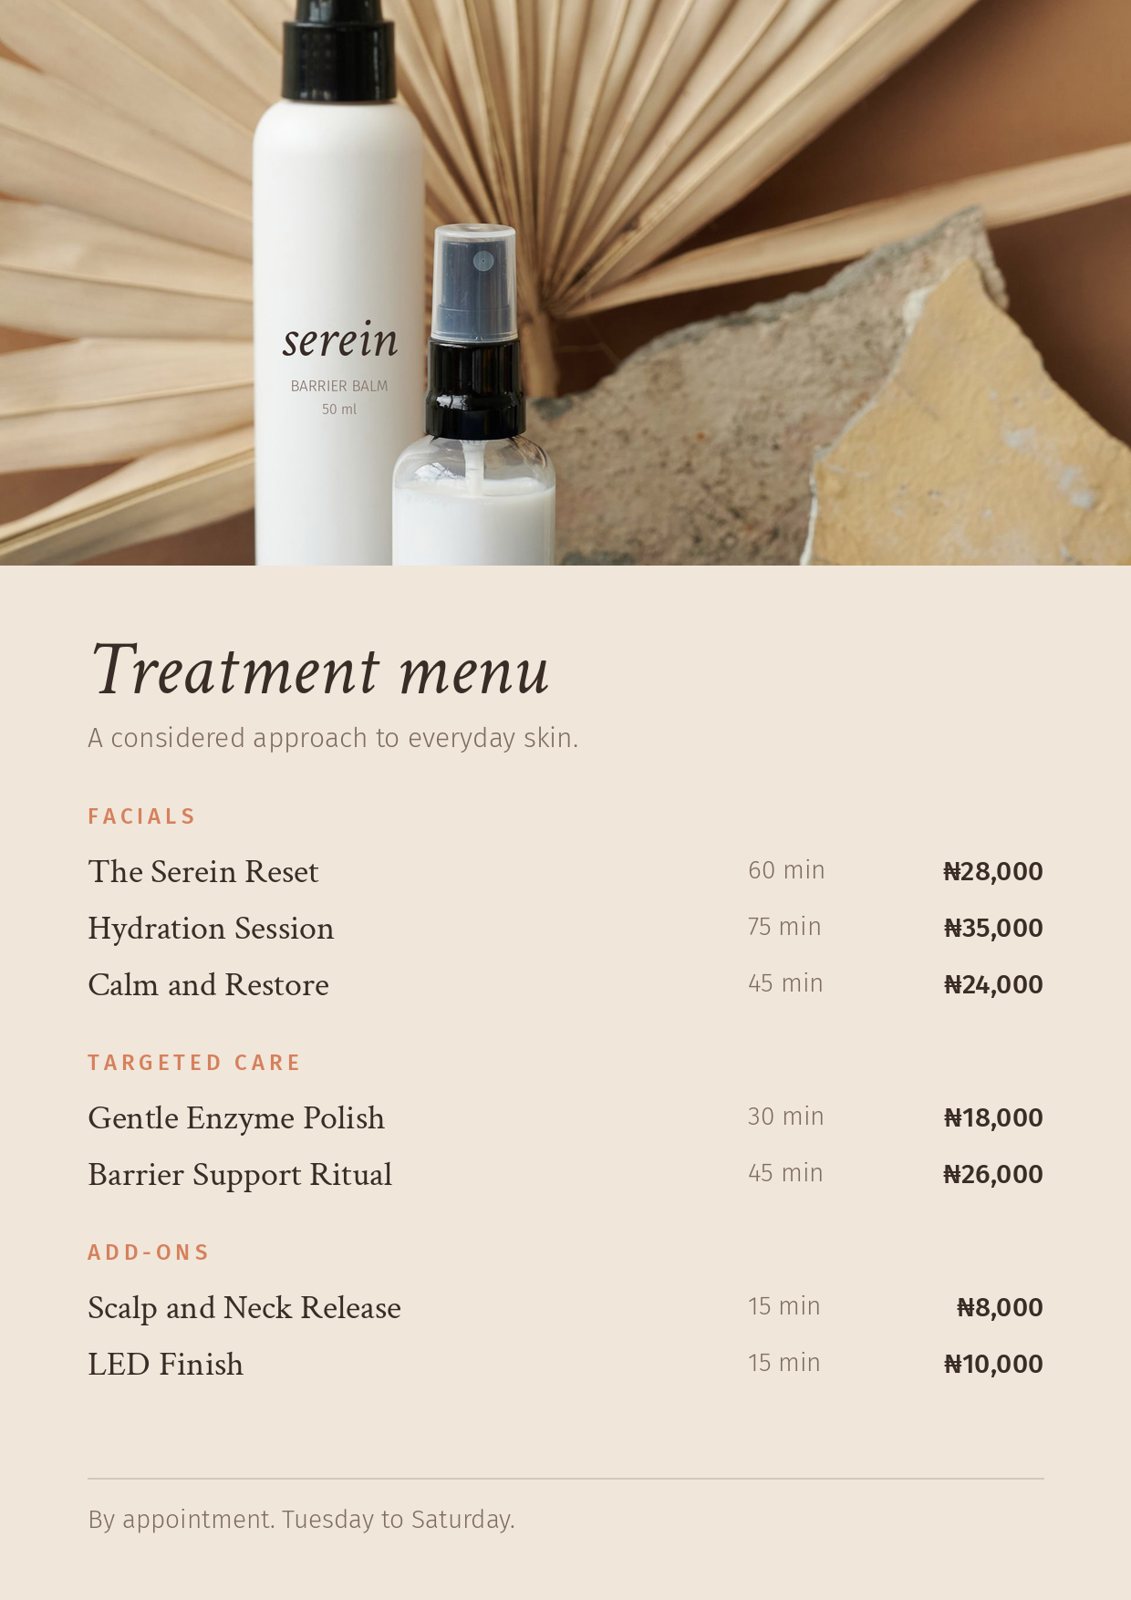 serein
BARRIER BALM
50 ml
Treatment menu
A considered approach to everyday skin.
FACIALS
The Serein Reset 60 min ₦28,000
Hydration Session 75 min ₦35,000
Calm and Restore 45 min ₦24,000
TARGETED CARE
Gentle Enzyme Polish 30 min ₦18,000
Barrier Support Ritual 45 min ₦26,000
ADD-ONS
Scalp and Neck Release 15 min ₦8,000
LED Finish 15 min ₦10,000
By appointment. Tuesday to Saturday.